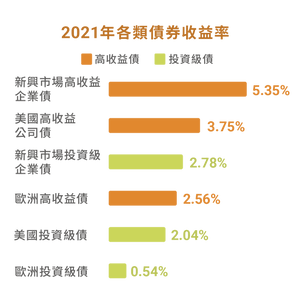 2021年各類債券收益率
高收益債 投資級債
新興市場高收益
企業債
5.35%
美國高收益
公司債
3.75%
新興市場投資級
企業債
2.78%
歐洲高收益債
2.56%
美國投資級債
2.04%
歐洲投資級債
0.54%